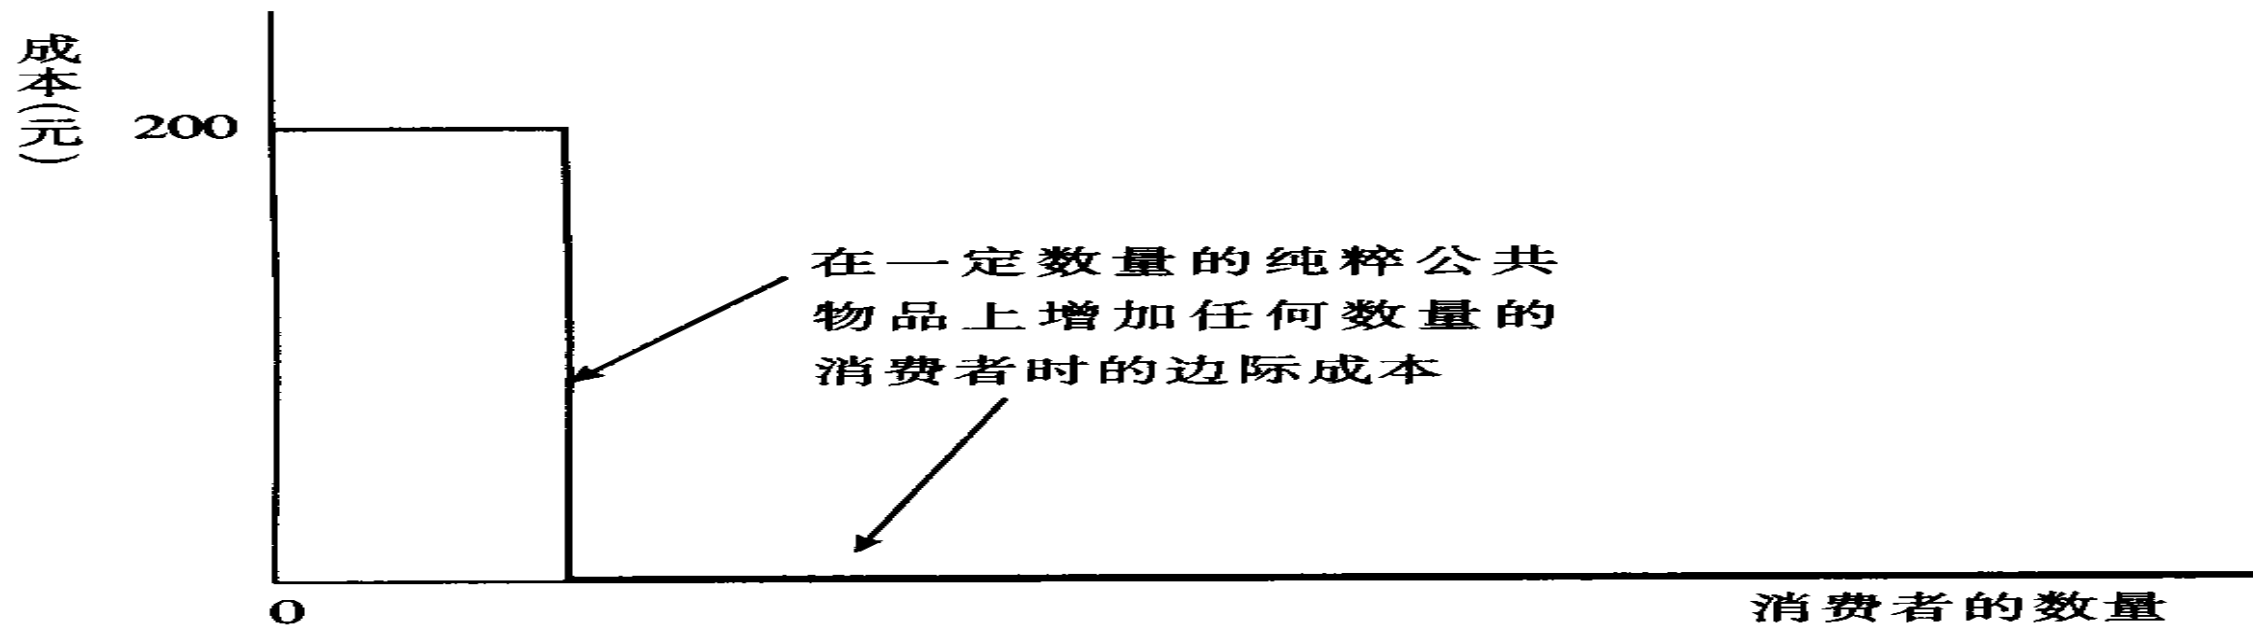 成本(元)
200
在一定数量的纯粹公共
物品上增加任何数量的
消费者时的边际成本
0
消费者的数量